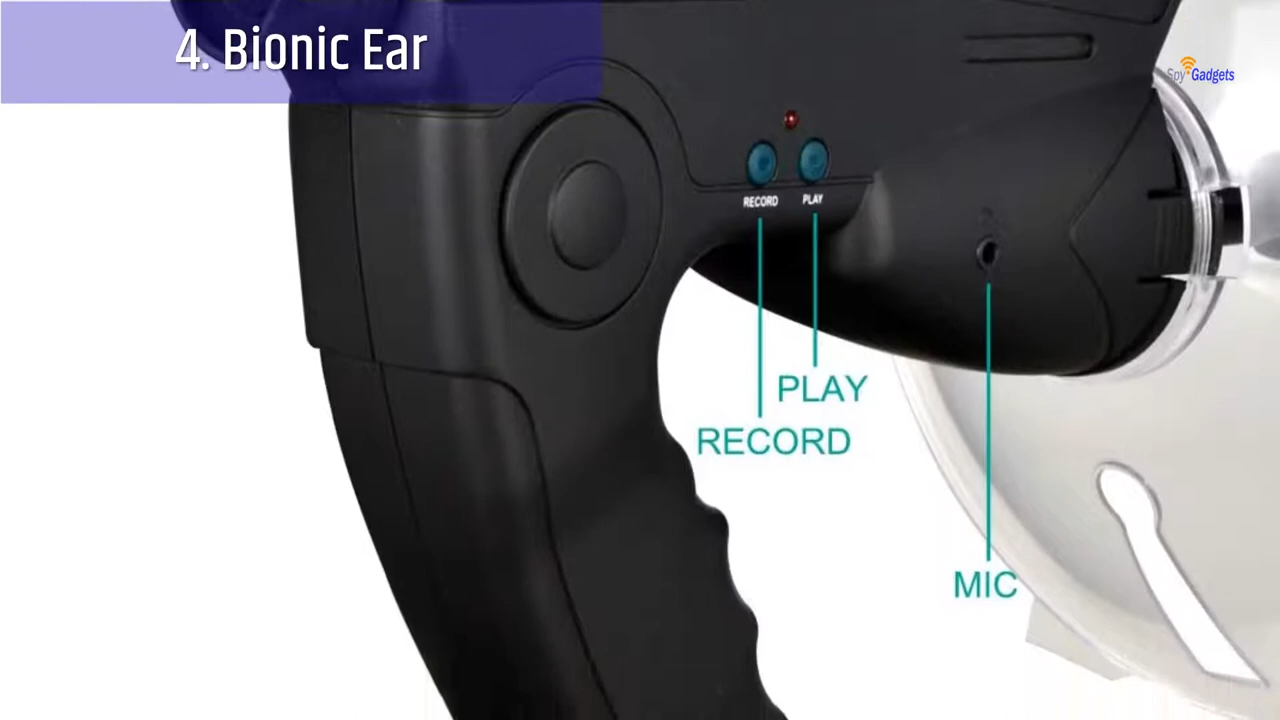 4. Bionic Ear
Spy Gadgets
RECORD PLAY
PLAY
RECORD
MIC